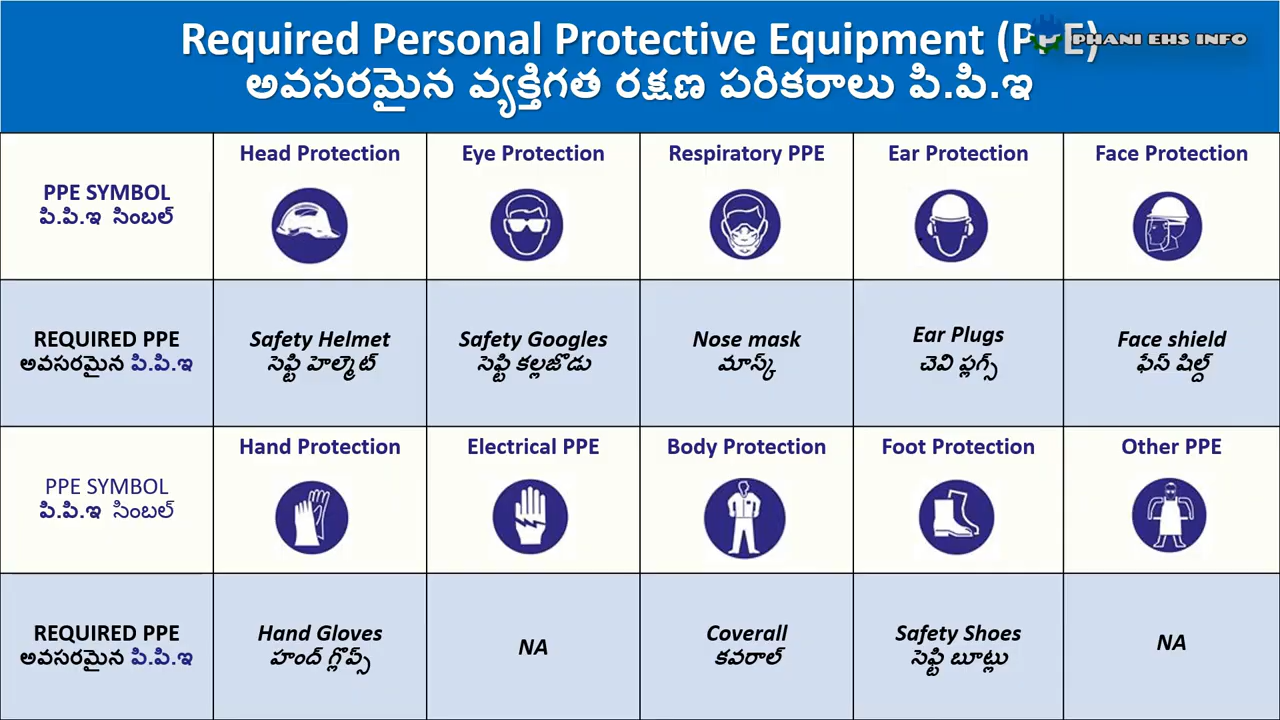 Required Personal Protective Equipment (PPE)
PHANI EHS INFO
అవసరమైన వ్యక్తిగత రక్షణ పరికరాలు పి.పి.ఇ
PPE SYMBOL
పి.పి.ఇ సింబల్
Head Protection
Eye Protection
Respiratory PPE
Ear Protection
Face Protection
REQUIRED PPE
అవసరమైన పి.పి.ఇ
Safety Helmet
సెఫ్టి హెల్మెట్
Safety Googles
సెఫ్టి కల్లజొడు
Nose mask
మాస్క్
Ear Plugs
చెవి ప్లగ్స్
Face shield
ఫేస్ షిల్డ్
PPE SYMBOL
పి.పి.ఇ సింబల్
Hand Protection
Electrical PPE
Body Protection
Foot Protection
Other PPE
REQUIRED PPE
అవసరమైన పి.పి.ఇ
Hand Gloves
హంద్ గ్లొవ్స్
NA
Coverall
కవరాల్
Safety Shoes
సెఫ్టి బూట్లు
NA